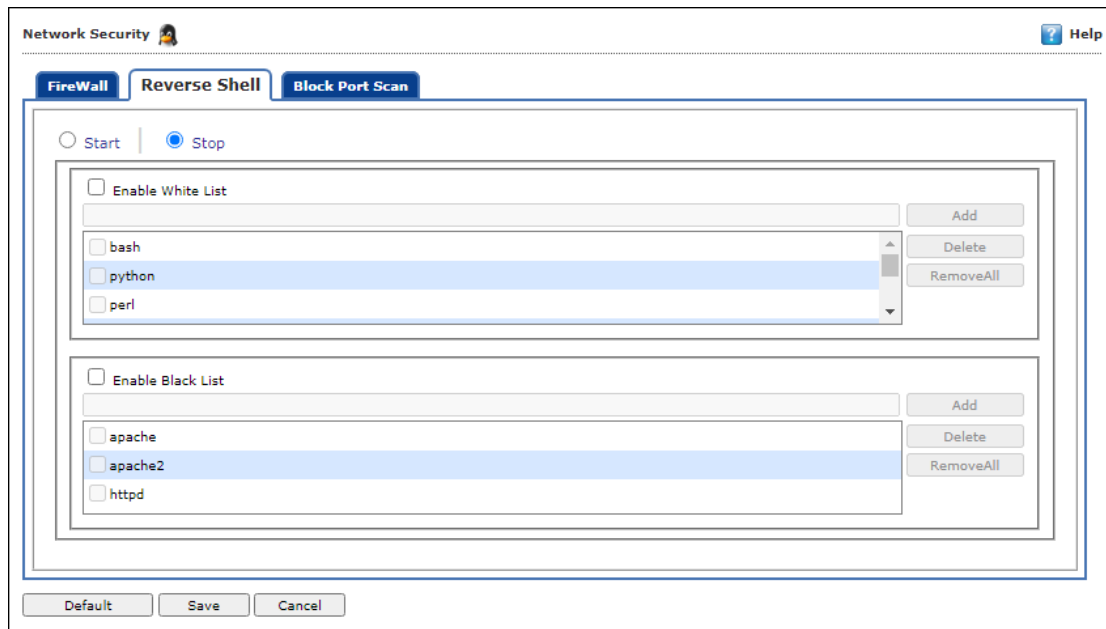 Network Security
? Help
FireWall
Reverse Shell
Block Port Scan
Start
Stop
Enable White List
Add
bash
Delete
python
RemoveAll
perl
Enable Black List
Add
apache
Delete
apache2
RemoveAll
httpd
Default
Save
Cancel